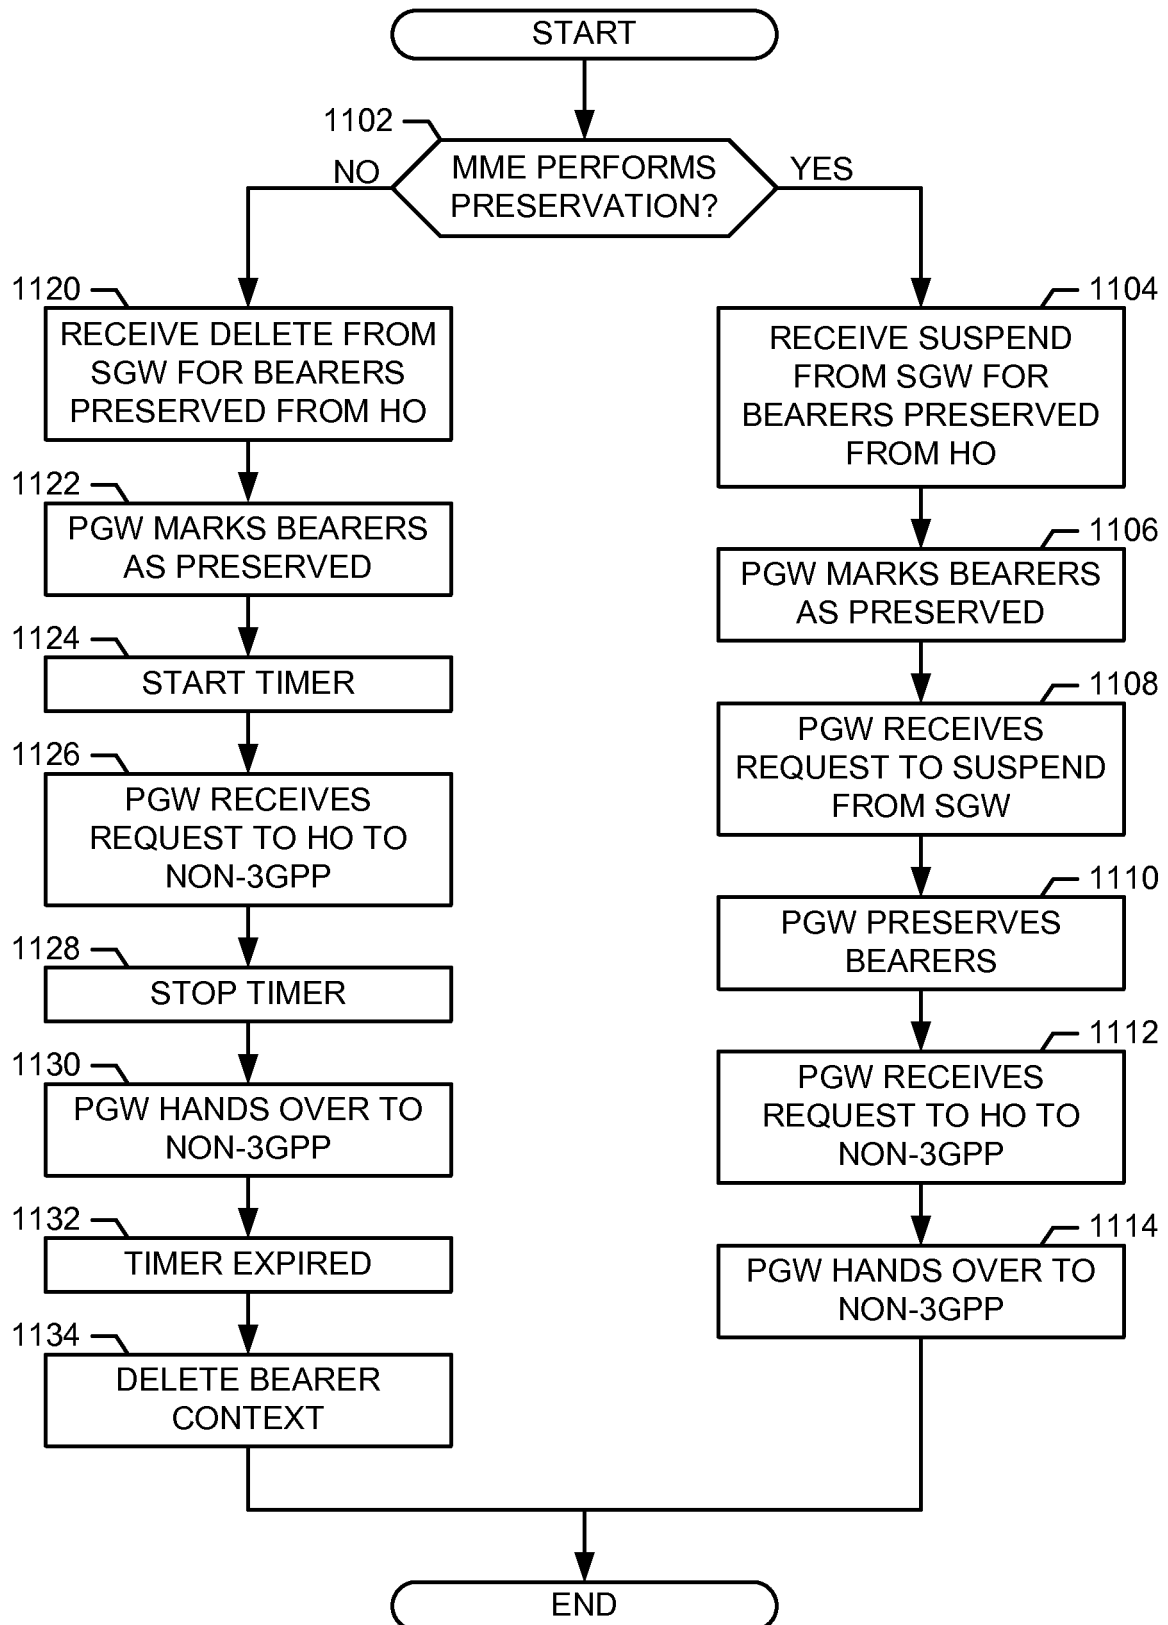 START
1102
MME PERFORMS
PRESERVATION?
NO
YES
1120
RECEIVE DELETE FROM
SGW FOR BEARERS
PRESERVED FROM HO
1122
PGW MARKS BEARERS
AS PRESERVED
1124
START TIMER
1126
PGW RECEIVES
REQUEST TO HO TO
NON-3GPP
1128
STOP TIMER
1130
PGW HANDS OVER TO
NON-3GPP
1132
TIMER EXPIRED
1134
DELETE BEARER
CONTEXT
1104
RECEIVE SUSPEND
FROM SGW FOR
BEARERS PRESERVED
FROM HO
1106
PGW MARKS BEARERS
AS PRESERVED
1108
PGW RECEIVES
REQUEST TO SUSPEND
FROM SGW
1110
PGW PRESERVES
BEARERS
1112
PGW RECEIVES
REQUEST TO HO TO
NON-3GPP
1114
PGW HANDS OVER TO
NON-3GPP
END